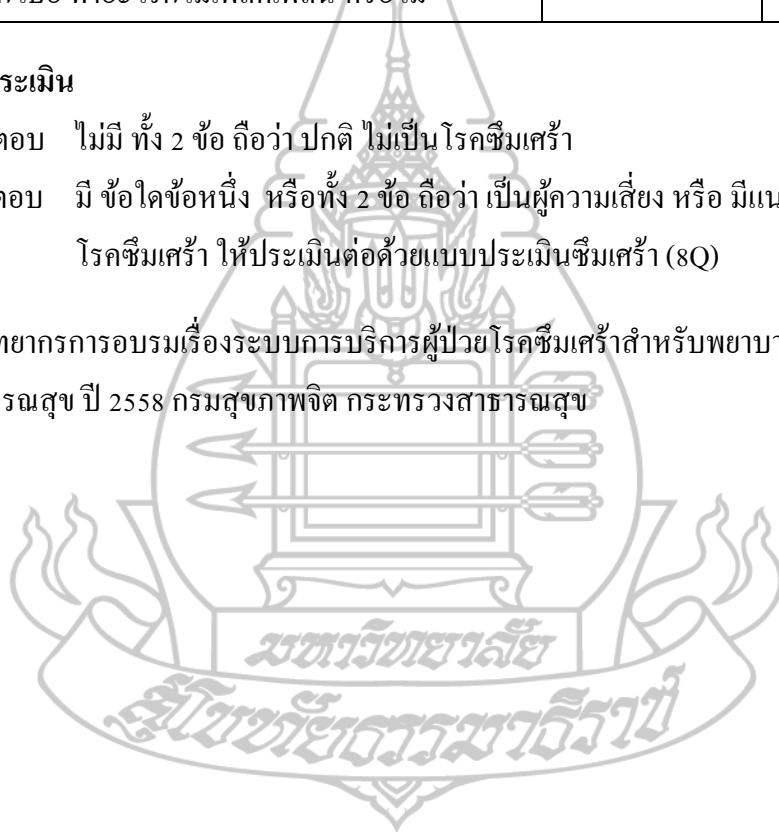 ระเมิน
ตอบ ไม่มี ทั้ง 2 ข้อ ถือว่า ปกติ ไม่เป็นโรคซึมเศร้า
ตอบ มี ข้อใดข้อหนึ่ง หรือทั้ง 2 ข้อ ถือว่า เป็นผู้ความเสี่ยง หรือ มีแน
โรคซึมเศร้า ให้ประเมินต่อด้วยแบบประเมินซึมเศร้า (8Q)
ทยากรการอบรมเรื่องระบบการบริการผู้ป่วยโรคซึมเศร้าสำหรับพยาบา
รณสุข ปี 2558 กรมสุขภาพจิต กระทรวงสาธารณสุข
มหาวิทยาลัย
สุโขทัยธรรมาธิราช